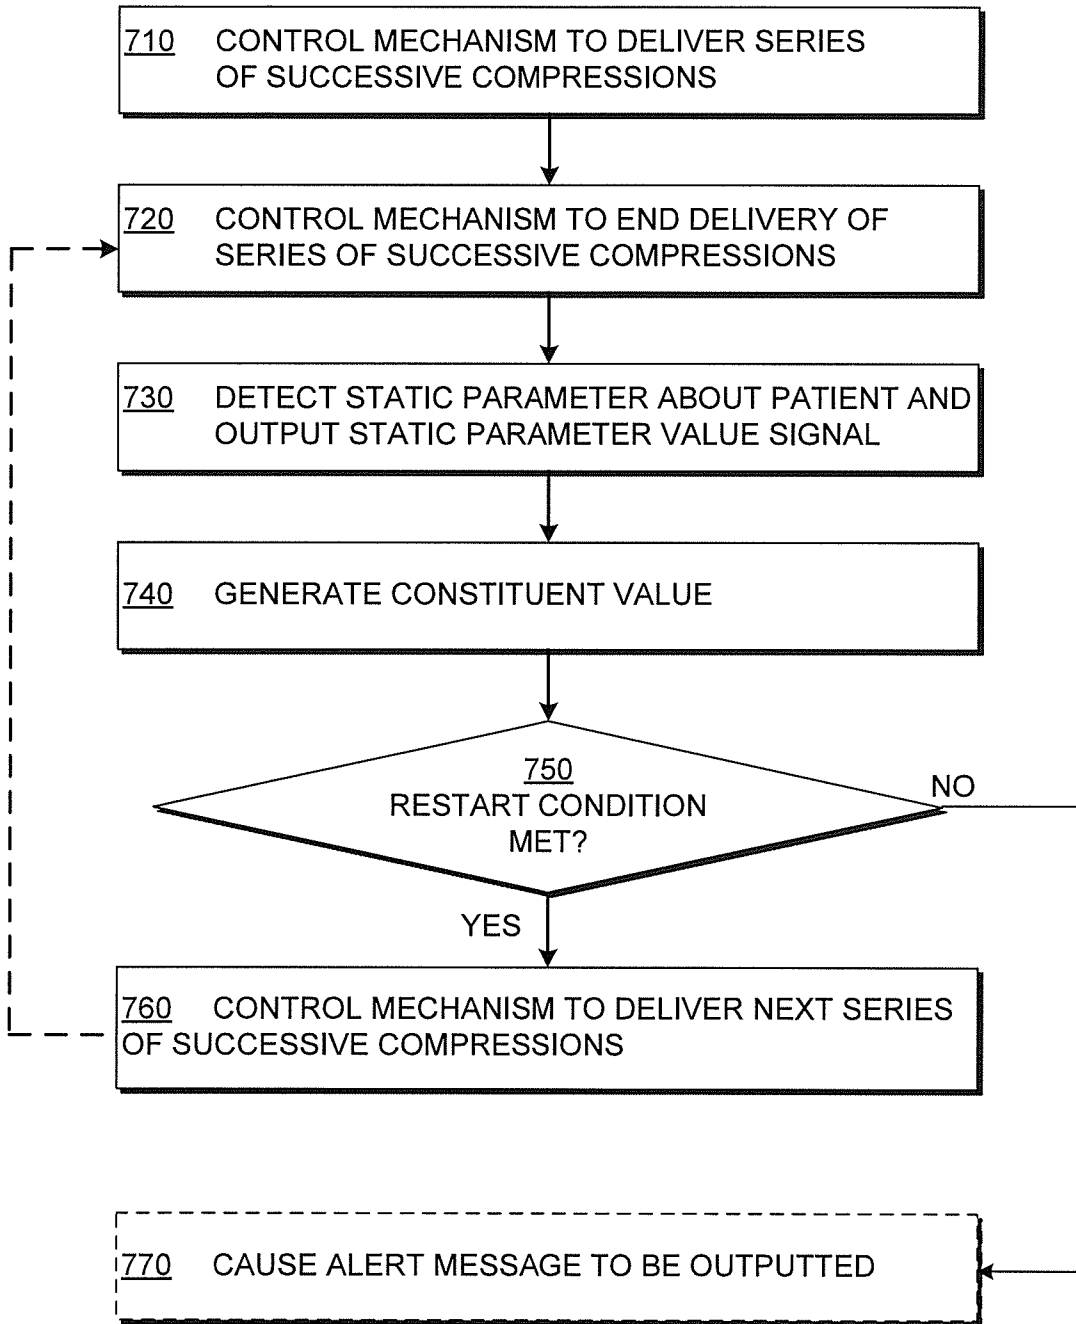 710 CONTROL MECHANISM TO DELIVER SERIES
OF SUCCESSIVE COMPRESSIONS
720 CONTROL MECHANISM TO END DELIVERY OF
SERIES OF SUCCESSIVE COMPRESSIONS
730 DETECT STATIC PARAMETER ABOUT PATIENT AND
OUTPUT STATIC PARAMETER VALUE SIGNAL
740 GENERATE CONSTITUENT VALUE
750
RESTART CONDITION
MET?
NO
YES
760 CONTROL MECHANISM TO DELIVER NEXT SERIES
OF SUCCESSIVE COMPRESSIONS
770 CAUSE ALERT MESSAGE TO BE OUTPUTTED